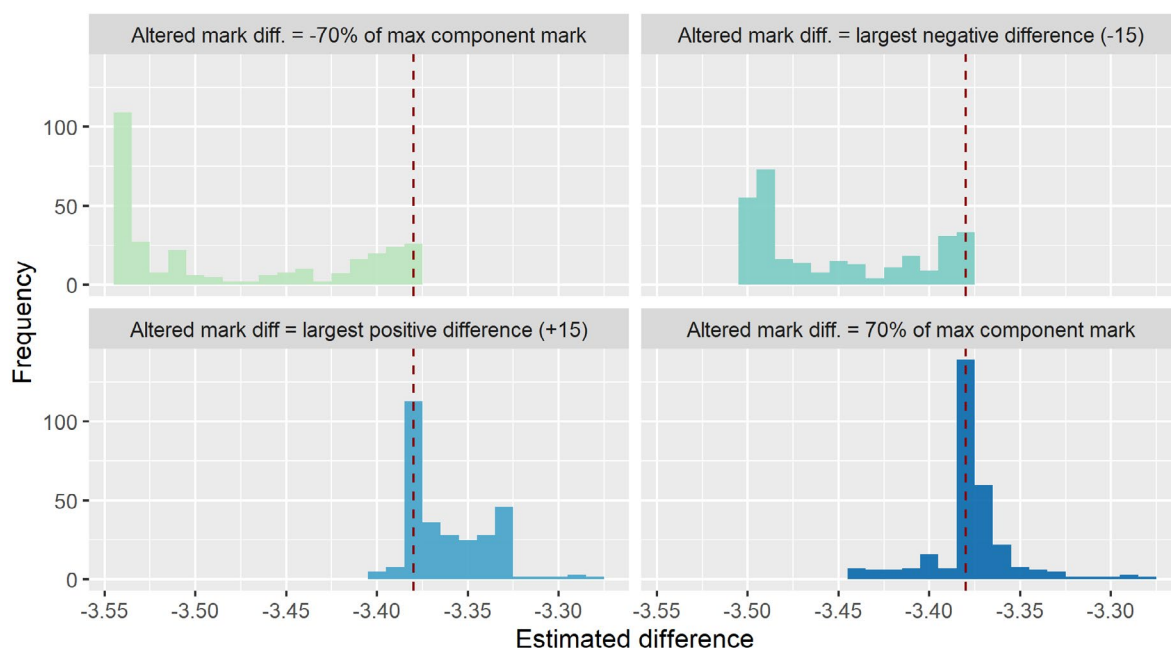 Altered mark diff. = -70% of max component mark
Altered mark diff. = largest negative difference (-15)
100
50
0
Altered mark diff = largest positive difference (+15)
Altered mark diff. = 70% of max component mark
100
50
0
Frequency
-3.55 -3.50 -3.45 -3.40 -3.35 -3.30
-3.55 -3.50 -3.45 -3.40 -3.35 -3.30
Estimated difference